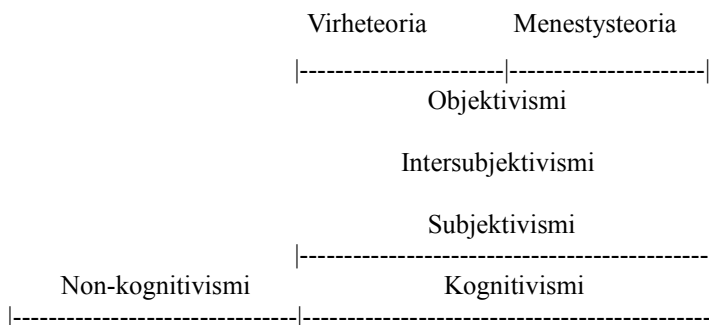 Virheteoria Menestysteoria
|-----------------------|----------------------|
Objektivismi
Intersubjektivismi
Subjektivismi
|----------------------------------------------
Non-kognitivismi Kognitivismi
|--------------------------------|----------------------------------------------